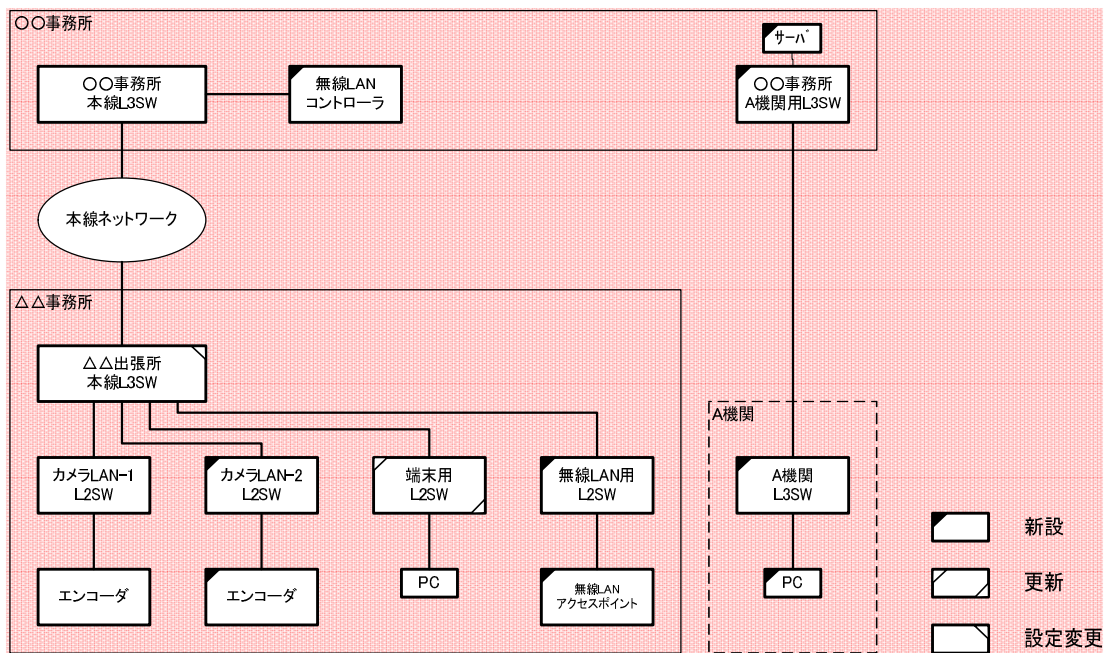 〇〇事務所
サーバ
〇〇事務所
本線L3SW
無線LAN
コントローラ
〇〇事務所
A機関用L3SW
本線ネットワーク
△△事務所
△△出張所
本線L3SW
A機関
カメラLAN-1
L2SW
カメラLAN-2
L2SW
端末用
L2SW
無線LAN用
L2SW
A機関
L3SW
新設
エンコーダ
エンコーダ
PC
無線LAN
アクセスポイント
PC
更新
設定変更